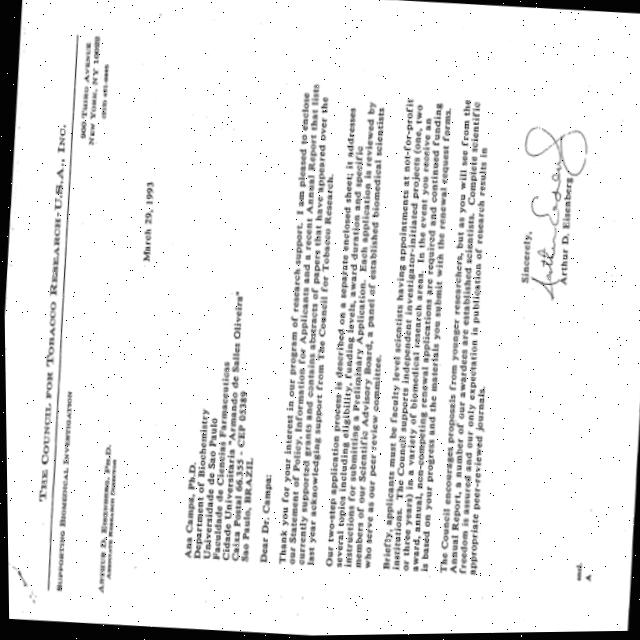 THE COUNCIL FOR TOBACCO RESEARCH-U.S.A., INC.
SUPPORTING BIOMEDICAL INVESTIGATION
900 THIRD AVENUE
NEW YORK, NY 10022
(212) 421-8885
ARTHUR D. EISENBERG, PH.D.
ASSOCIATE RESEARCH DIRECTOR
March 29, 1993
Ana Campa, Ph.D.
Department of Biochemistry
Universidade de Sao Paulo
Faculdade de Ciencias Farmaceuticas
Cidade Universitaria "Armando de Salles Oliveira"
Caixa Postal 66.355 - CEP 05389
Sao Paulo, BRAZIL
Dear Dr. Campa:
Thank you for your interest in our program of research support. I am pleased to enclose
our Statement of Policy, Information for Applicants and a recent Annual Report that lists
currently supported grants and contains abstracts of papers that have appeared over the
last year acknowledging support from The Council for Tobacco Research.
Our two-step application process is described on a separate enclosed sheet; it addresses
several topics including eligibility, funding levels, award duration and specific
instructions for submitting a Preliminary Application. Each application is reviewed by
members of our Scientific Advisory Board, a panel of established biomedical scientists
who serve as our peer review committee.
Briefly, applicants must be faculty level scientists having appointments at not-for-profit
institutions. The Council supports independent investigator-initiated projects (one, two
or three years) in a variety of biomedical research areas. In the event you receive an
award, annual, non-competing renewal applications are required and continued funding
is based on your progress and the materials you submit with the renewal request forms.
The Council encourages proposals from younger researchers, but as you will see from the
Annual Report, a number of our awardees are established scientists. Complete scientific
freedom is assured and our only expectation is publication of research results in
appropriate peer-reviewed journals.
Sincerely,
Arthur D. Eisenberg
encl.
A